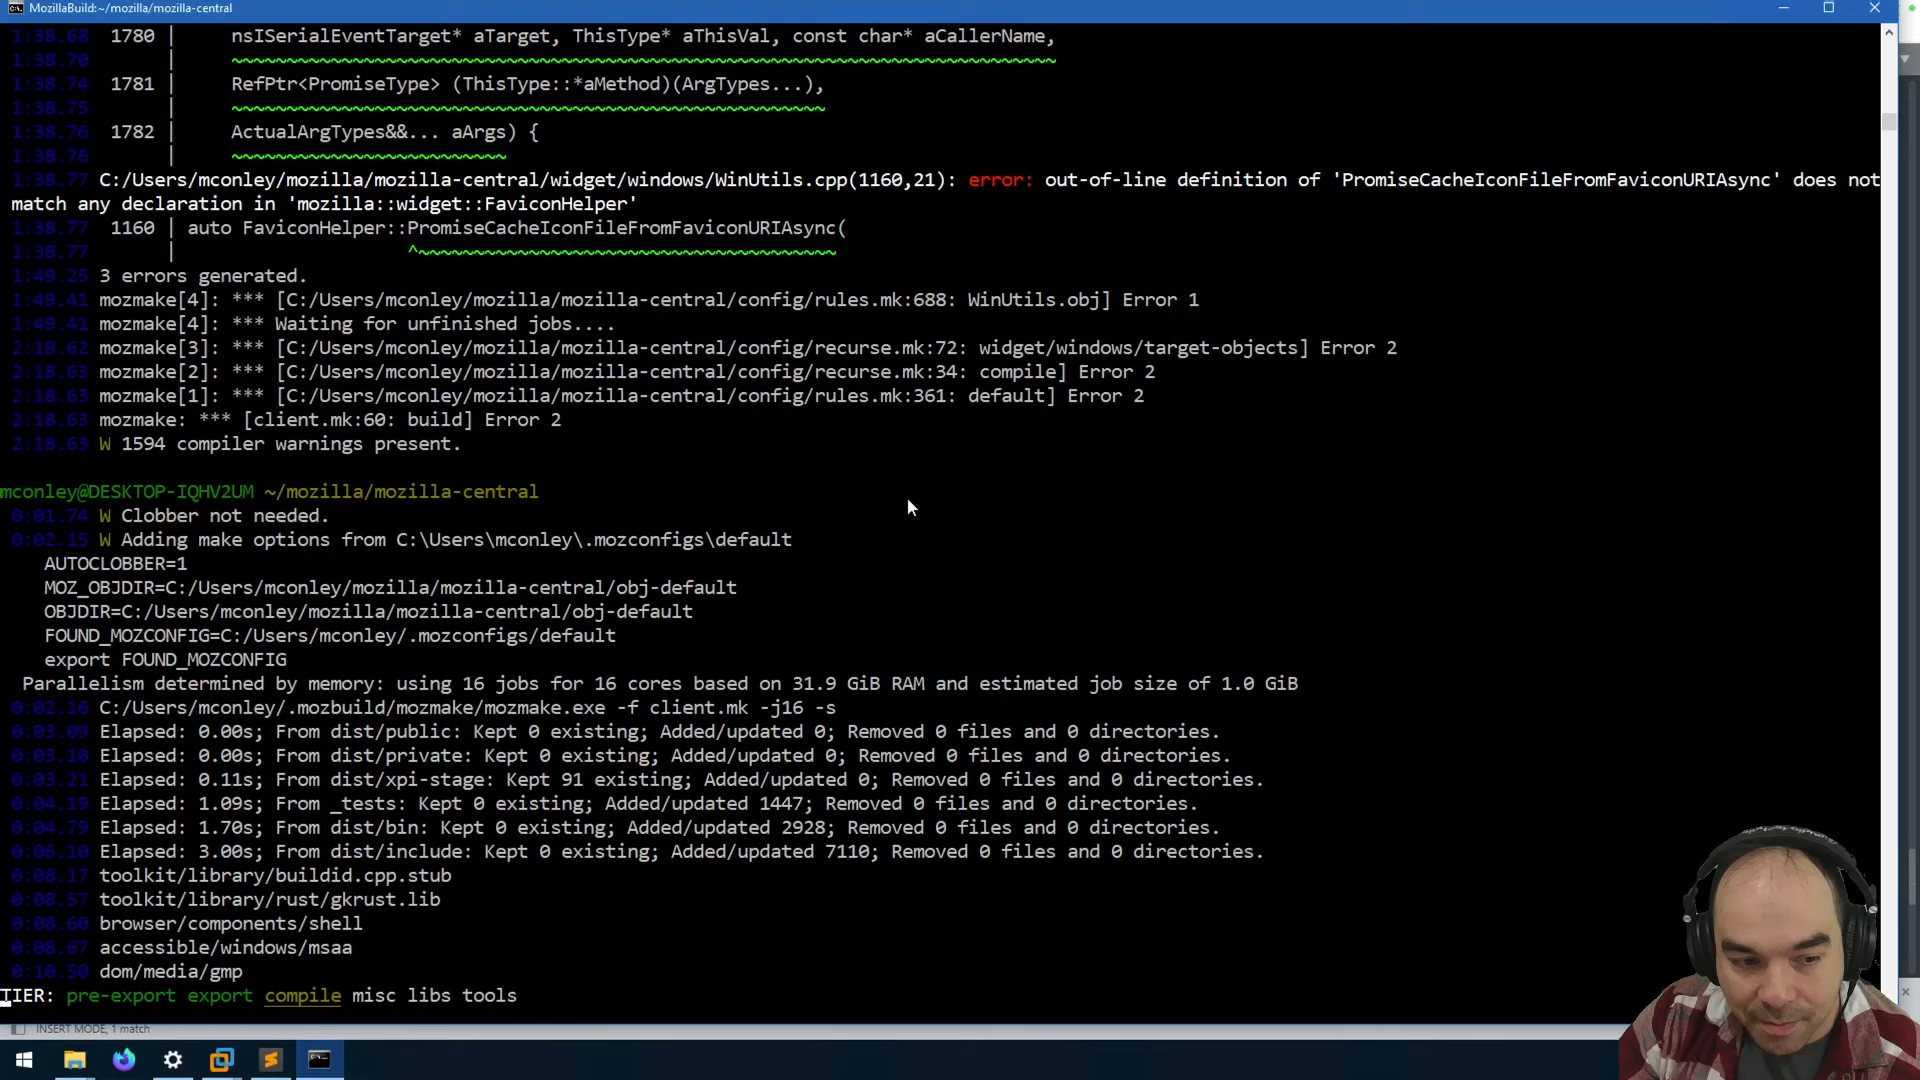 MozillaBuild:~/mozilla/mozilla-central
1:38.68 1780 | nsISerialEventTarget* aTarget, ThisType* aThisVal, const char* aCallerName,
1:38.70 | ~~~~~~~~~~~~~~~~~~~~~~~~~~~~~~~~~~~~~~~~~~~~~~~~~~~~~~~~~~~~~~~~~~~~~~~~~~~
1:38.74 1781 | RefPtr<PromiseType> (ThisType::*aMethod)(ArgTypes...),
1:38.75 | ~~~~~~~~~~~~~~~~~~~~~~~~~~~~~~~~~~~~~~~~~~~~~~~~~~~~~~
1:38.76 1782 | ActualArgTypes&&... aArgs) {
1:38.76 | ~~~~~~~~~~~~~~~~~~~~~~~~~
1:38.77 C:/Users/mconley/mozilla/mozilla-central/widget/windows/WinUtils.cpp(1160,21): error: out-of-line definition of 'PromiseCacheIconFileFromFaviconURIAsync' does not
match any declaration in 'mozilla::widget::FaviconHelper'
1:38.77 1160 | auto FaviconHelper::PromiseCacheIconFileFromFaviconURIAsync(
1:38.77 | ^~~~~~~~~~~~~~~~~~~~~~~~~~~~~~~~~~~~~~~
1:49.25 3 errors generated.
1:49.41 mozmake[4]: *** [C:/Users/mconley/mozilla/mozilla-central/config/rules.mk:688: WinUtils.obj] Error 1
1:49.41 mozmake[4]: *** Waiting for unfinished jobs....
2:18.62 mozmake[3]: *** [C:/Users/mconley/mozilla/mozilla-central/config/recurse.mk:72: widget/windows/target-objects] Error 2
2:18.63 mozmake[2]: *** [C:/Users/mconley/mozilla/mozilla-central/config/recurse.mk:34: compile] Error 2
2:18.63 mozmake[1]: *** [C:/Users/mconley/mozilla/mozilla-central/config/rules.mk:361: default] Error 2
2:18.63 mozmake: *** [client.mk:60: build] Error 2
2:18.63 W 1594 compiler warnings present.
mconley@DESKTOP-IQHV2UM ~/mozilla/mozilla-central
0:01.74 W Clobber not needed.
0:02.15 W Adding make options from C:\Users\mconley\.mozconfigs\default
AUTOCLOBBER=1
MOZ_OBJDIR=C:/Users/mconley/mozilla/mozilla-central/obj-default
OBJDIR=C:/Users/mconley/mozilla/mozilla-central/obj-default
FOUND_MOZCONFIG=C:/Users/mconley/.mozconfigs/default
export FOUND_MOZCONFIG
Parallelism determined by memory: using 16 jobs for 16 cores based on 31.9 GiB RAM and estimated job size of 1.0 GiB
0:02.16 C:/Users/mconley/.mozbuild/mozmake/mozmake.exe -f client.mk -j16 -s
0:03.09 Elapsed: 0.00s; From dist/public: Kept 0 existing; Added/updated 0; Removed 0 files and 0 directories.
0:03.10 Elapsed: 0.00s; From dist/private: Kept 0 existing; Added/updated 0; Removed 0 files and 0 directories.
0:03.21 Elapsed: 0.11s; From dist/xpi-stage: Kept 91 existing; Added/updated 0; Removed 0 files and 0 directories.
0:04.19 Elapsed: 1.09s; From _tests: Kept 0 existing; Added/updated 1447; Removed 0 files and 0 directories.
0:04.79 Elapsed: 1.70s; From dist/bin: Kept 0 existing; Added/updated 2928; Removed 0 files and 0 directories.
0:06.10 Elapsed: 3.00s; From dist/include: Kept 0 existing; Added/updated 7110; Removed 0 files and 0 directories.
0:08.17 toolkit/library/buildid.cpp.stub
0:08.57 toolkit/library/rust/gkrust.lib
0:08.60 browser/components/shell
0:08.67 accessible/windows/msaa
0:10.50 dom/media/gmp
TIER: pre-export export compile misc libs tools
INSERT MODE, 1 match